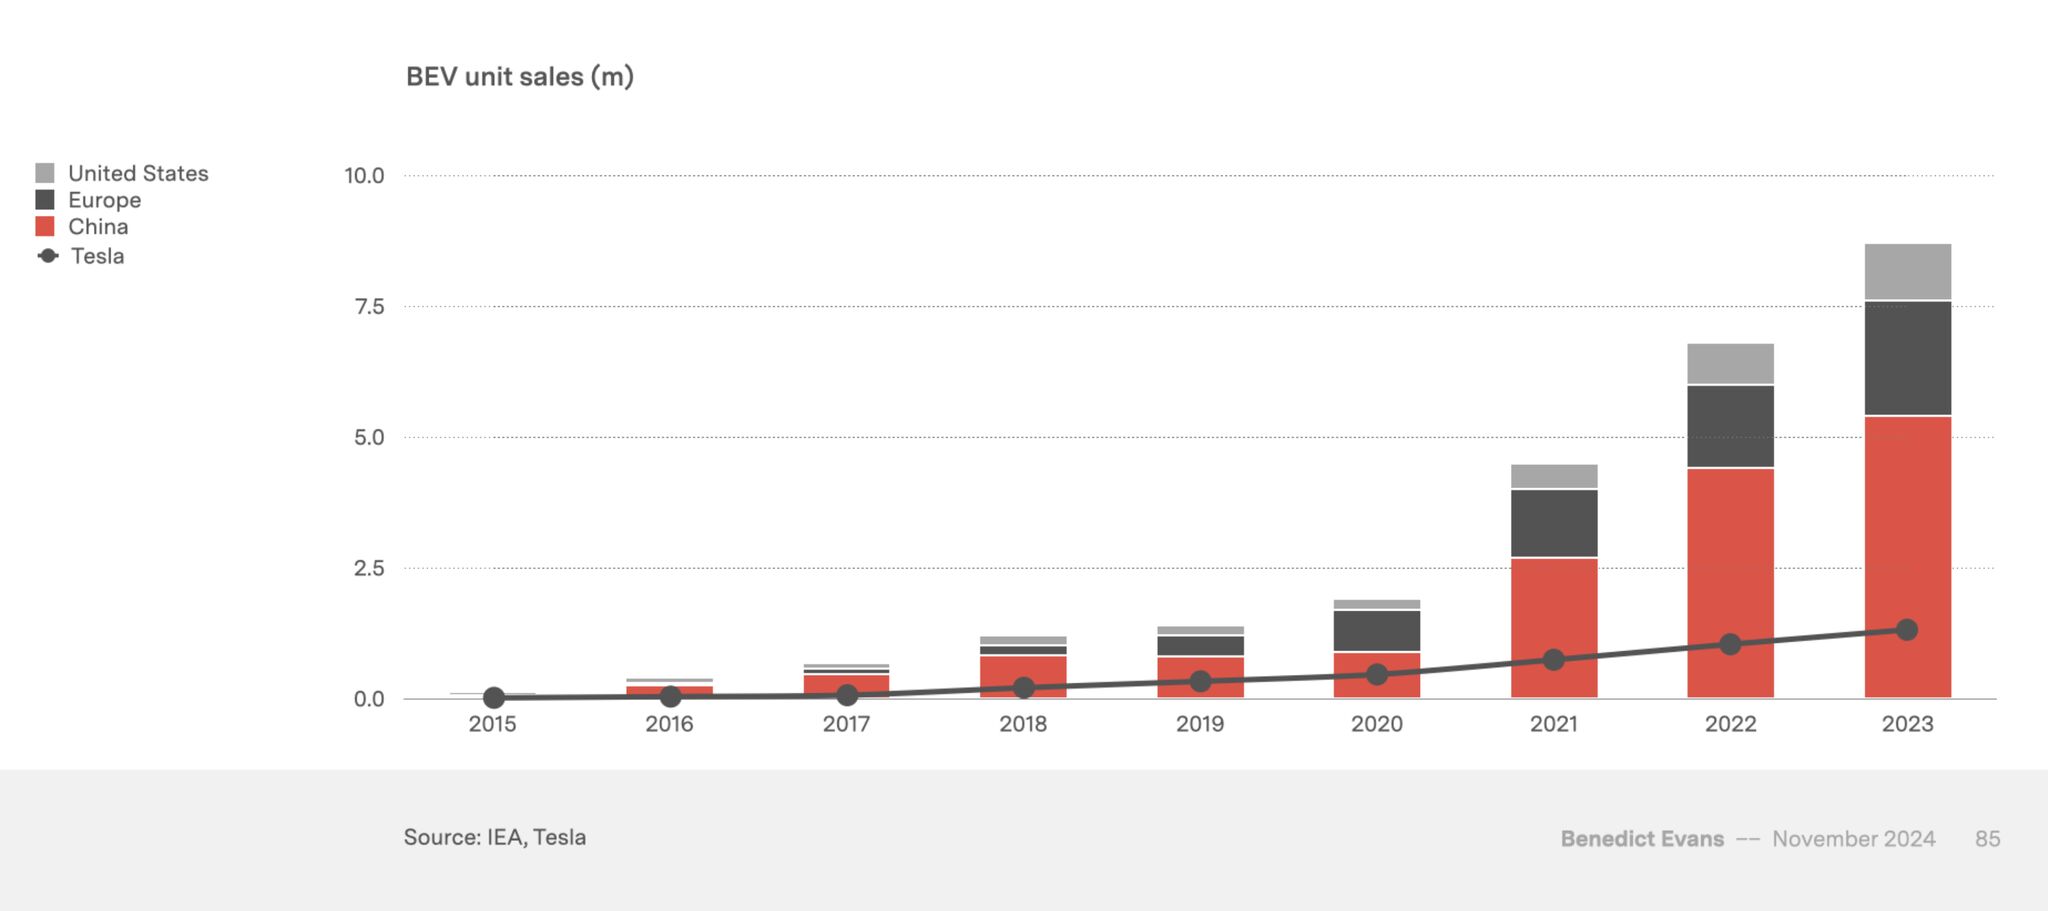 BEV unit sales (m)
United States
Europe
China
Tesla
10.0
7.5
5.0
2.5
0.0
2015 2016 2017 2018 2019 2020 2021 2022 2023
Source: IEA, Tesla
Benedict Evans –– November 2024 85